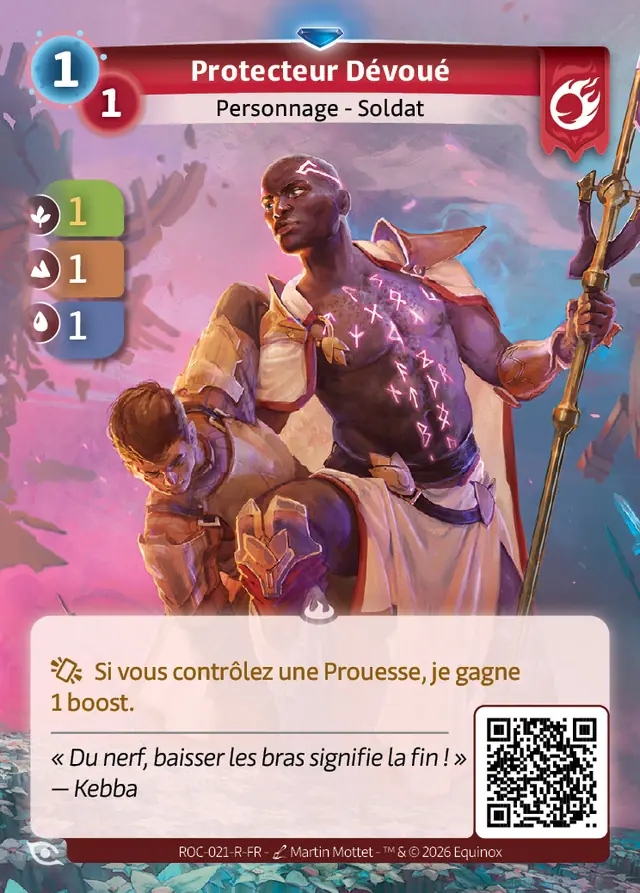 1
Protecteur Dévoué
1
Personnage - Soldat
1
1
1
Si vous contrôlez une Prouesse, je gagne
1 boost.
« Du nerf, baisser les bras signifie la fin ! »
— Kebba
ROC-021-R-FR - Martin Mottet - ™ & © 2026 Equinox